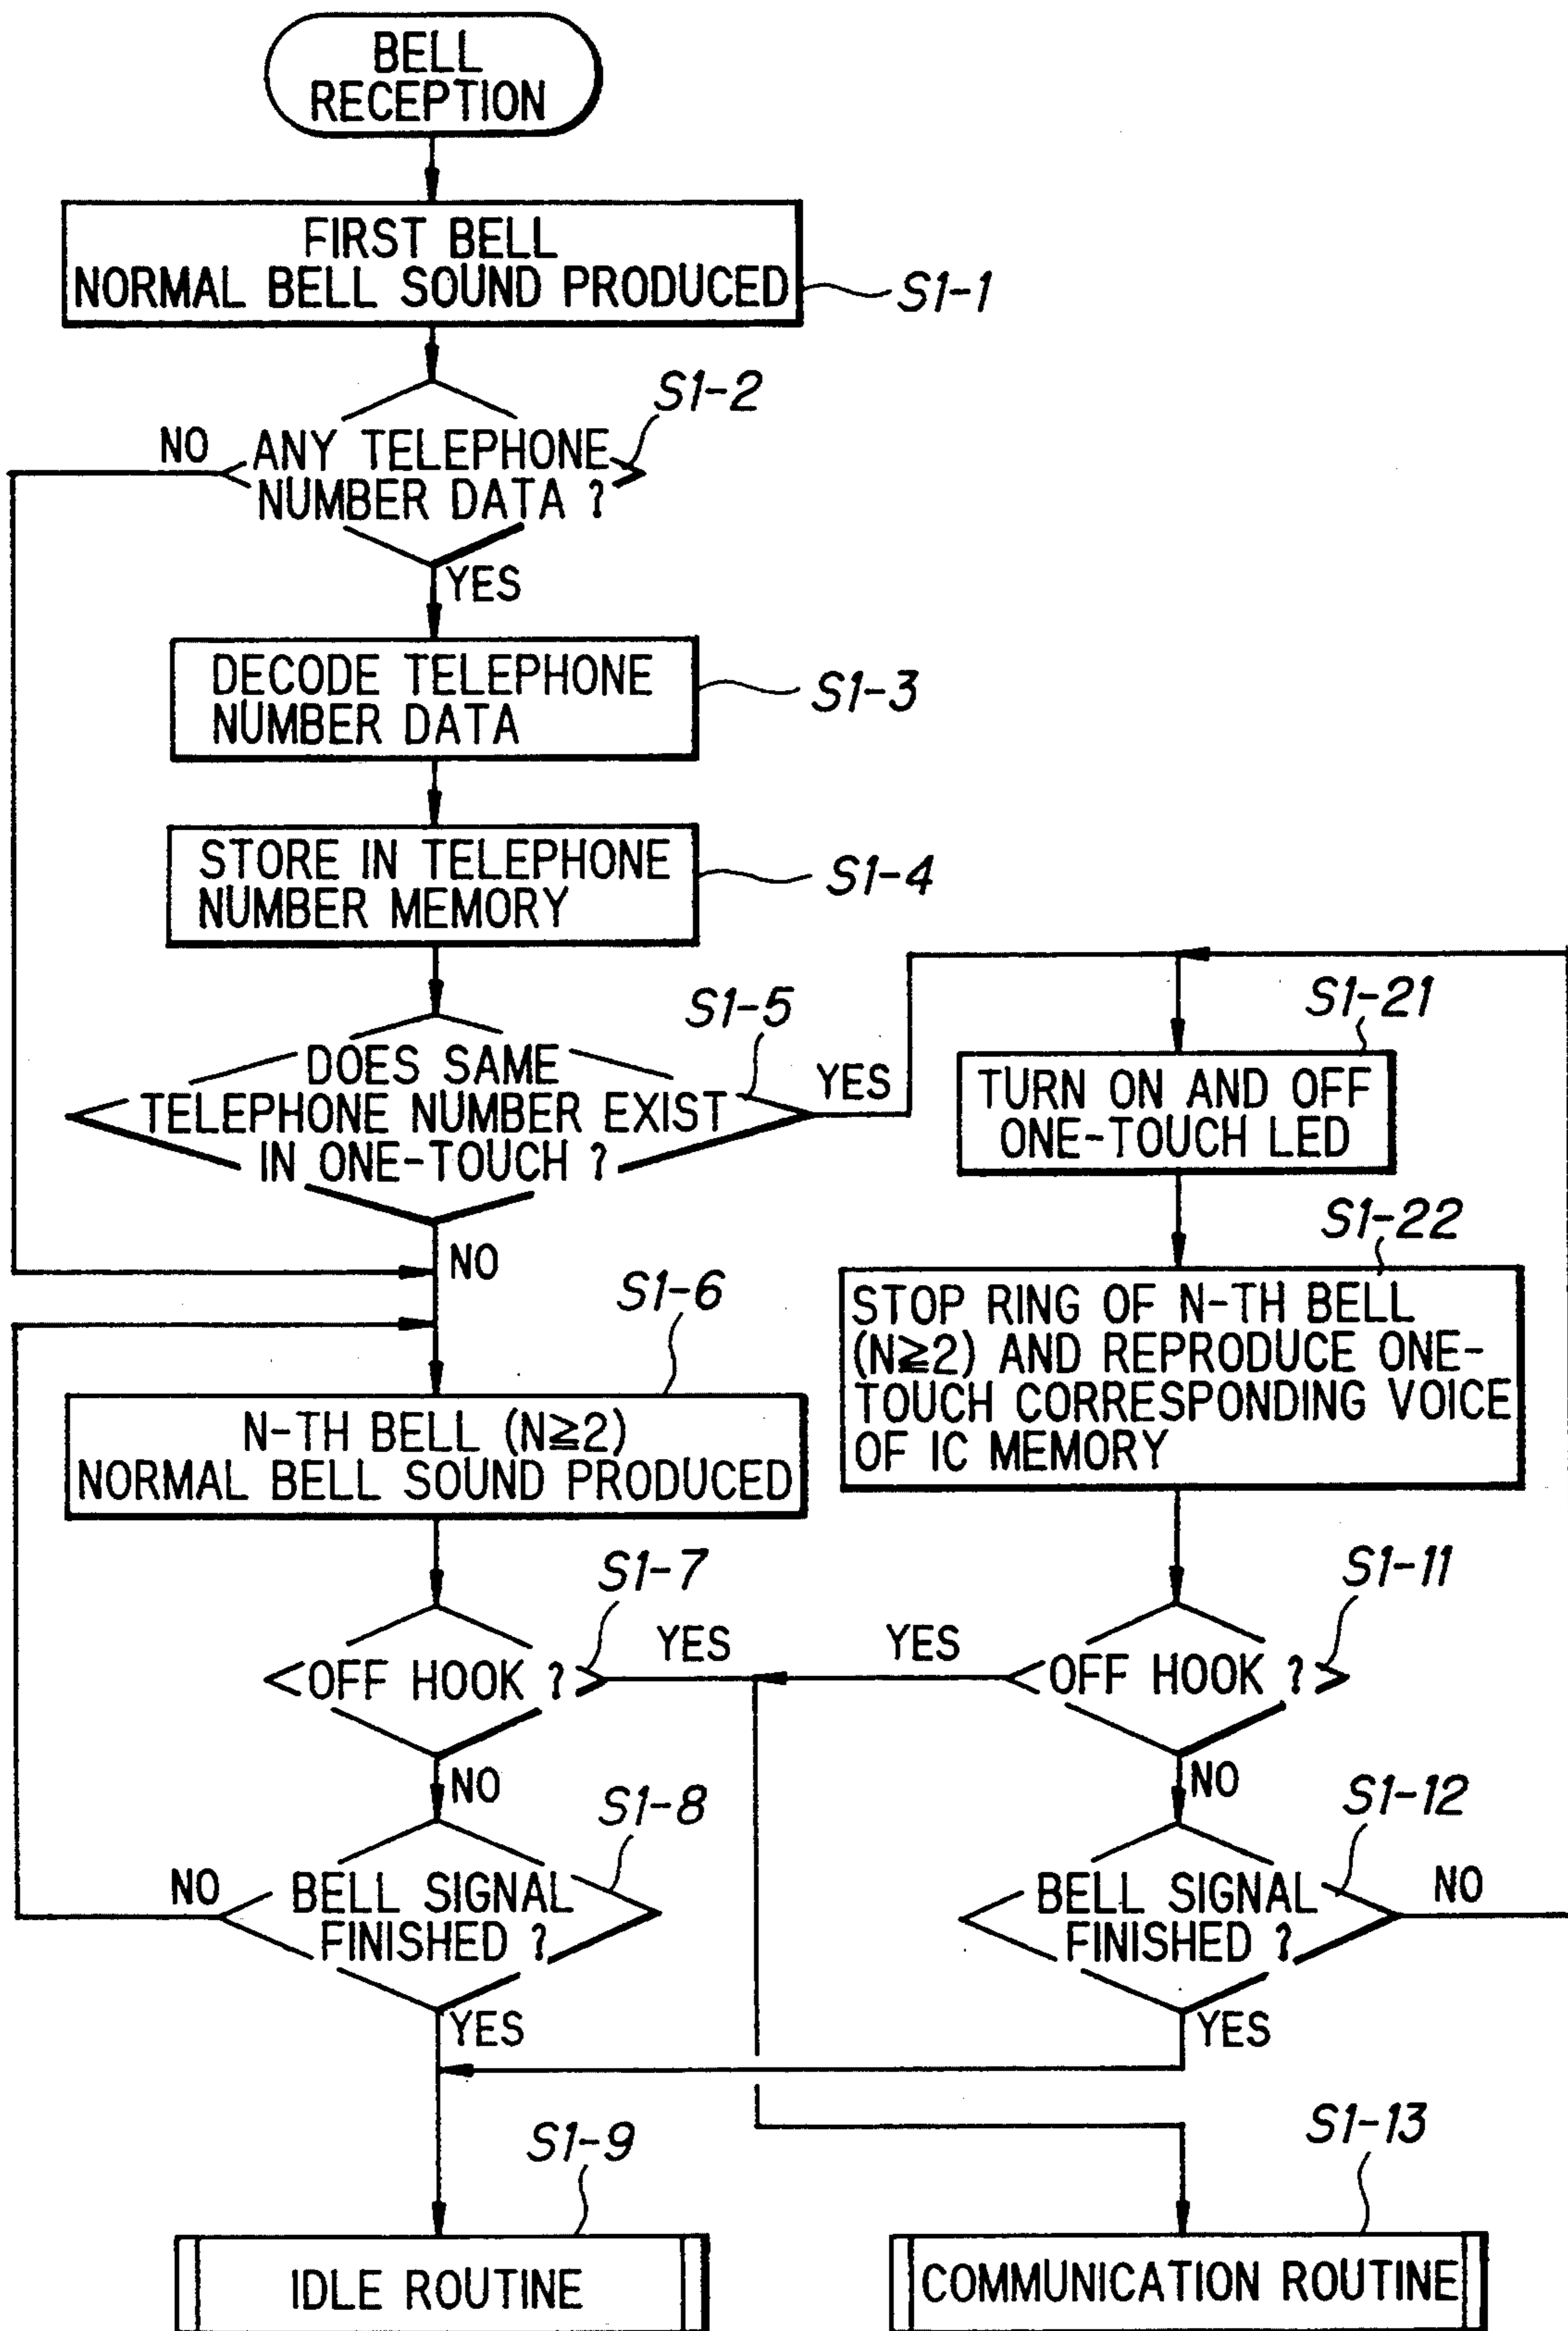 BELL
RECEPTION
FIRST BELL
NORMAL BELL SOUND PRODUCED
S1-1
S1-2
NO
ANY TELEPHONE
NUMBER DATA ?
YES
DECODE TELEPHONE
NUMBER DATA
S1-3
STORE IN TELEPHONE
NUMBER MEMORY
S1-4
S1-5
DOES SAME
TELEPHONE NUMBER EXIST
IN ONE-TOUCH ?
YES
NO
S1-21
TURN ON AND OFF
ONE-TOUCH LED
S1-22
STOP RING OF N-TH BELL
(N≧2) AND REPRODUCE ONE-
TOUCH CORRESPONDING VOICE
OF IC MEMORY
S1-6
N-TH BELL (N≧2)
NORMAL BELL SOUND PRODUCED
S1-7
OFF HOOK ?
YES
NO
S1-11
YES
OFF HOOK ?
NO
S1-8
NO
BELL SIGNAL
FINISHED ?
YES
S1-12
BELL SIGNAL
FINISHED ?
NO
YES
S1-9
IDLE ROUTINE
S1-13
COMMUNICATION ROUTINE